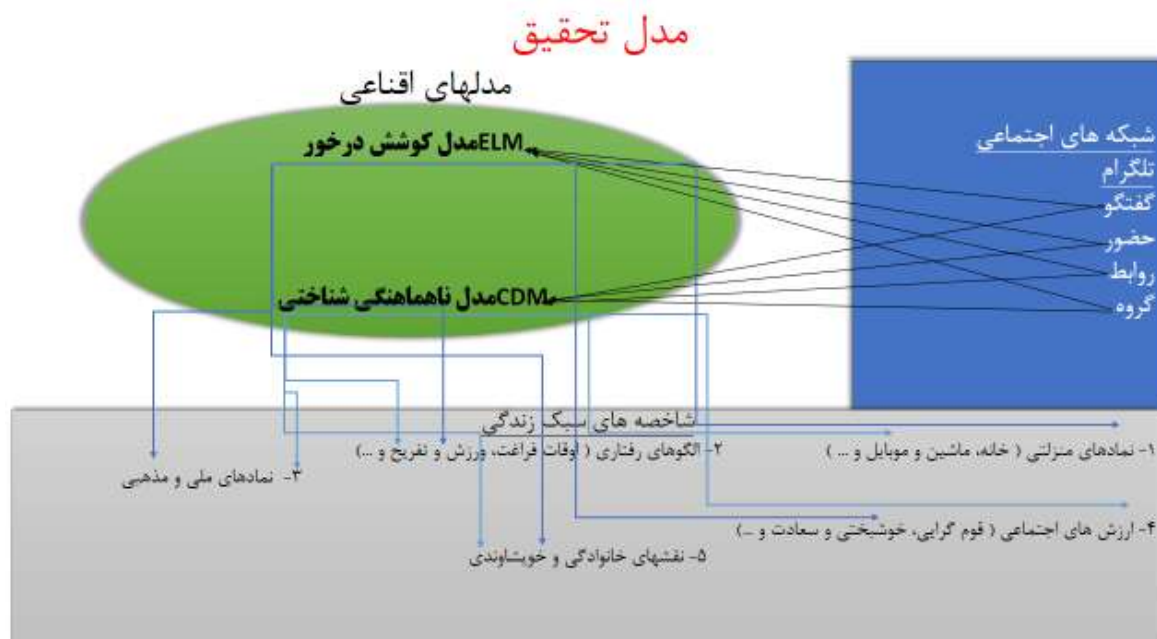 مدل تحقیق
مدلهای اقناعی
ELMمدل کوشش درخور
CDMمدل ناهماهنگی شناختی
شبکه های اجتماعی
تلگرام
گفتگو
حضور
روابط
گروه
شاخصه های سبک زندگی
۱- نمادهای منزلتی ( خانه، ماشین و موبایل و ... )
۲- الگوهای رفتاری ( اوقات فراغت، ورزش و تفریح و ...)
۳- نمادهای ملی و مذهبی
۴- ارزش های اجتماعی ( قوم گرایی، خوشبختی و سعادت و ...)
۵- نقشهای خانوادگی و خویشاوندی